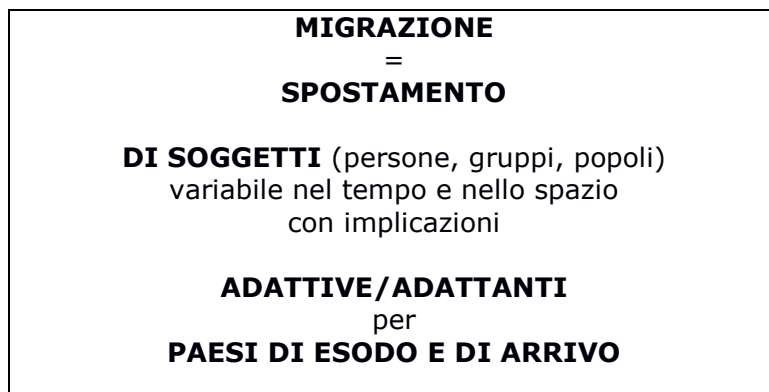 MIGRAZIONE
=
SPOSTAMENTO
DI SOGGETTI (persone, gruppi, popoli)
variabile nel tempo e nello spazio
con implicazioni
ADATTIVE/ADATTANTI
per
PAESI DI ESODO E DI ARRIVO